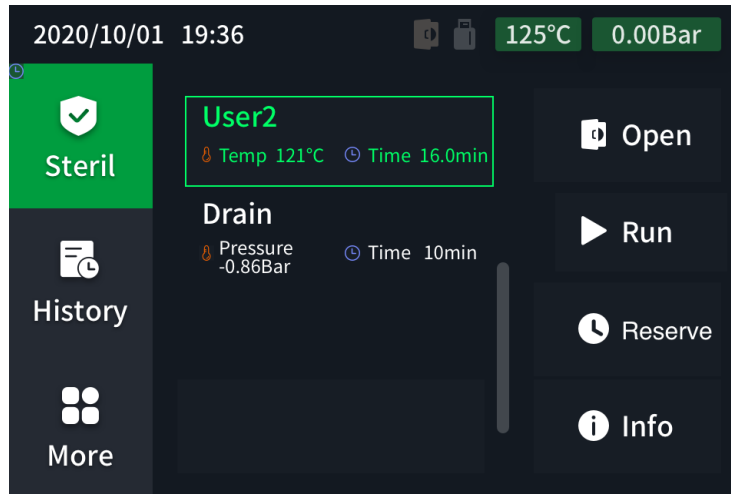 2020/10/01 19:36 125℃ 0.00Bar
Steril
History
More
User2
Temp 121℃ Time 16.0min
Drain
Pressure Time 10min
-0.86Bar
Open
Run
Reserve
Info